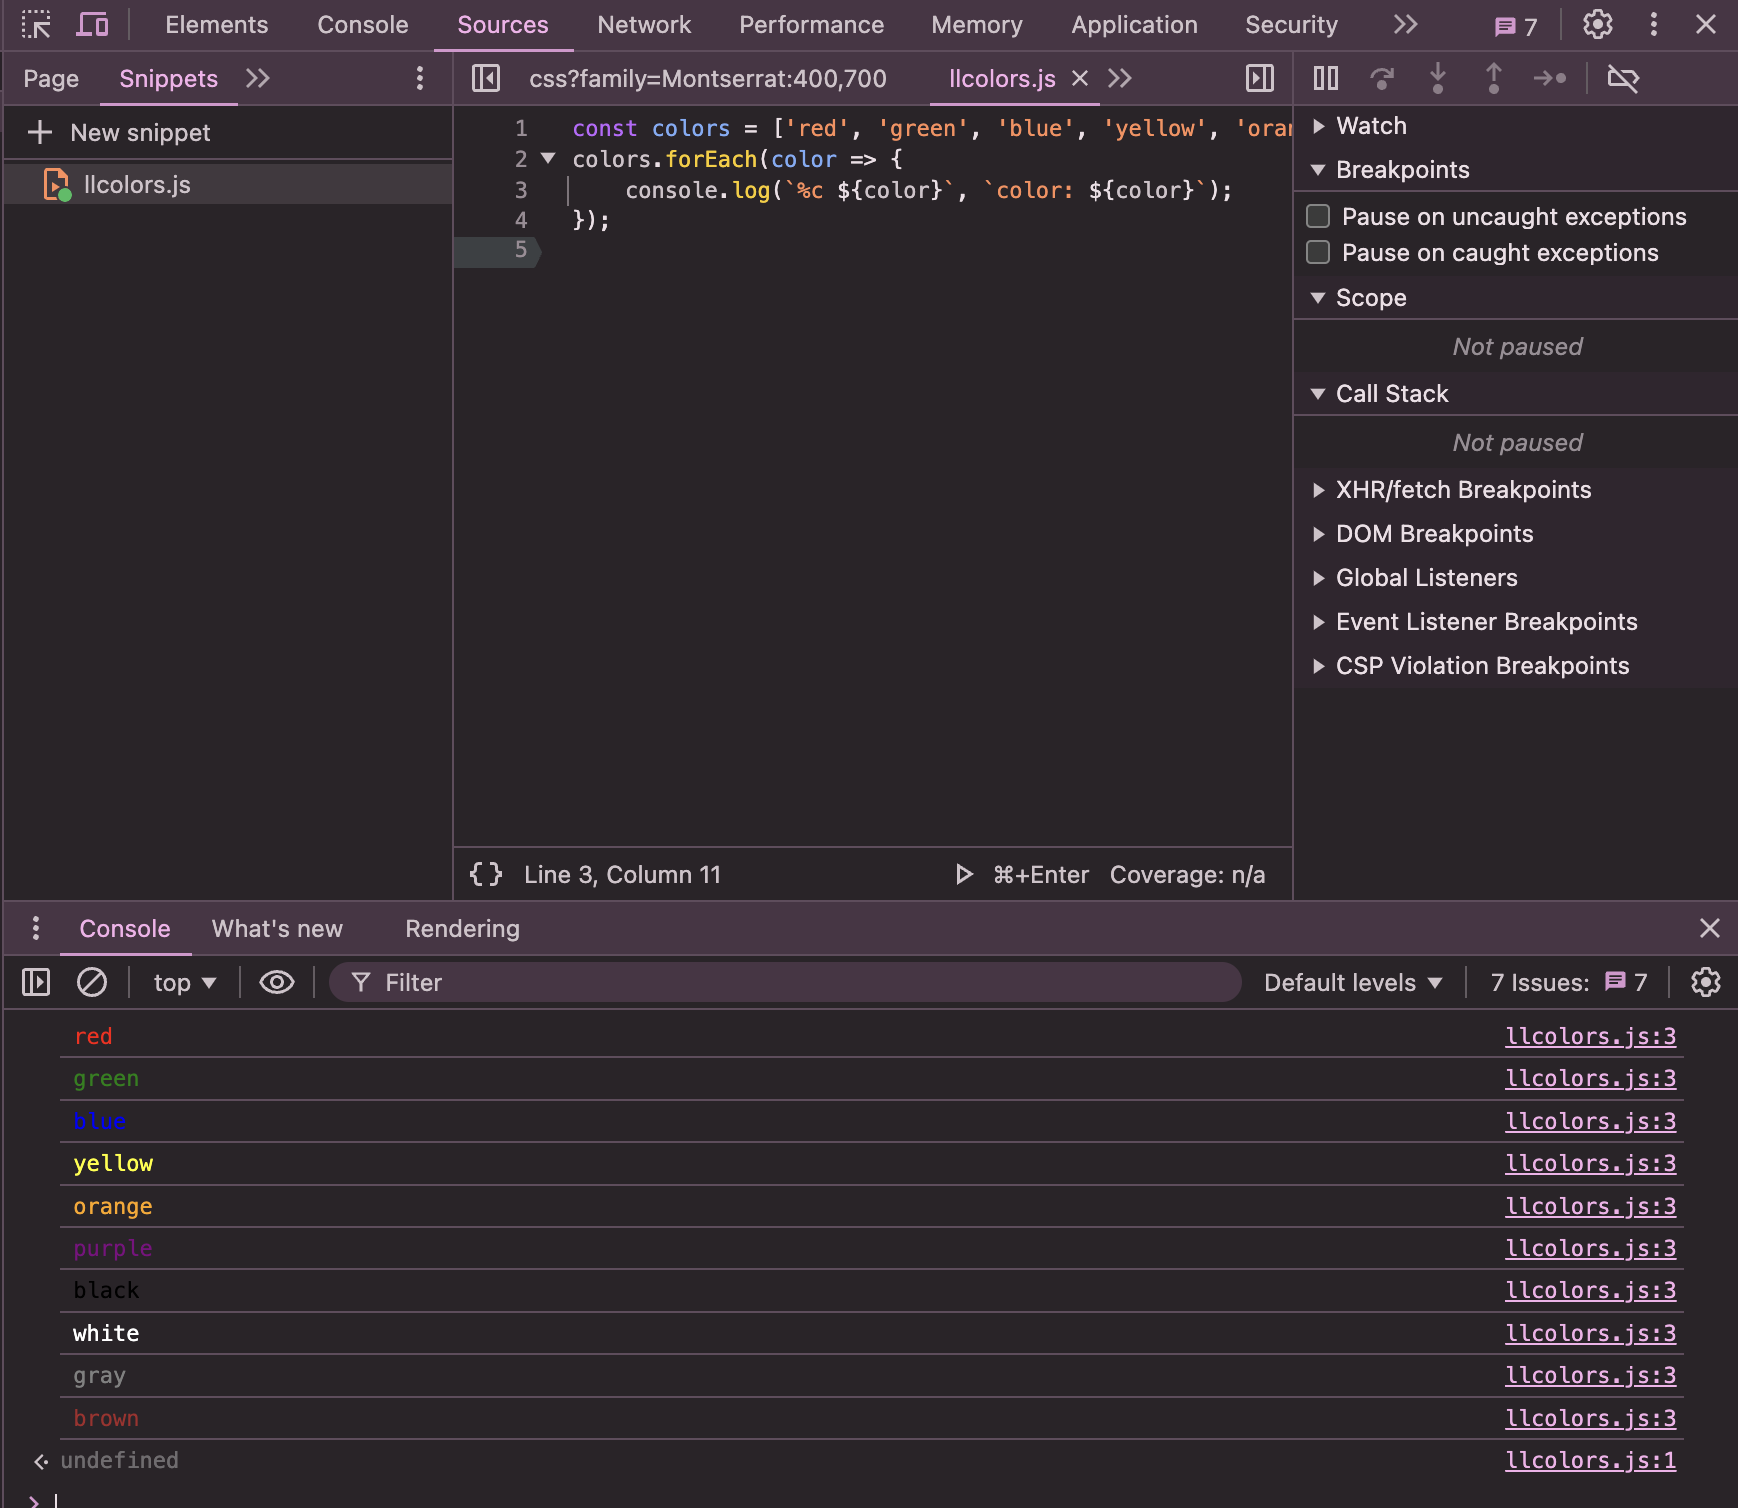 Elements Console Sources Network Performance Memory Application Security 7
Page Snippets
css?family=Montserrat:400,700 llcolors.js
New snippet
llcolors.js
1 const colors = ['red', 'green', 'blue', 'yellow', 'oran
2 colors.forEach(color => {
3 console.log(`%c ${color}`, `color: ${color}`);
4 });
5
Line 3, Column 11 ⌘+Enter Coverage: n/a
Watch
Breakpoints
Pause on uncaught exceptions
Pause on caught exceptions
Scope
Not paused
Call Stack
Not paused
XHR/fetch Breakpoints
DOM Breakpoints
Global Listeners
Event Listener Breakpoints
CSP Violation Breakpoints
Console What's new Rendering
top Filter Default levels 7 Issues: 7
red llcolors.js:3
green llcolors.js:3
blue llcolors.js:3
yellow llcolors.js:3
orange llcolors.js:3
purple llcolors.js:3
black llcolors.js:3
white llcolors.js:3
gray llcolors.js:3
brown llcolors.js:3
undefined llcolors.js:1